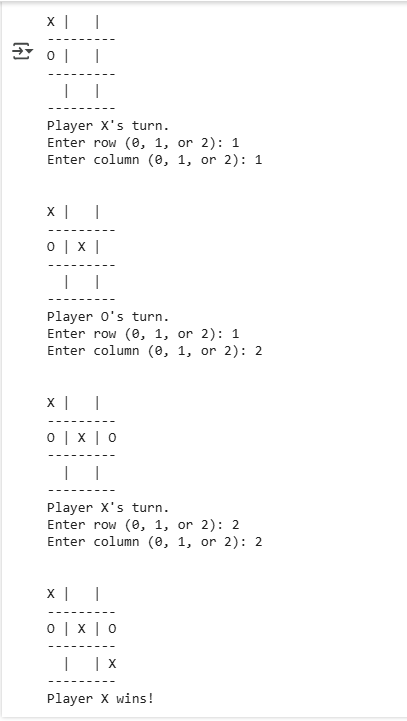 X |   |
---------
O |   |
---------
  |   |
---------
Player X's turn.
Enter row (0, 1, or 2): 1
Enter column (0, 1, or 2): 1
X |   |
---------
O | X |
---------
  |   |
---------
Player O's turn.
Enter row (0, 1, or 2): 1
Enter column (0, 1, or 2): 2
X |   |
---------
O | X | O
---------
  |   |
---------
Player X's turn.
Enter row (0, 1, or 2): 2
Enter column (0, 1, or 2): 2
X |   |
---------
O | X | O
---------
  |   | X
---------
Player X wins!